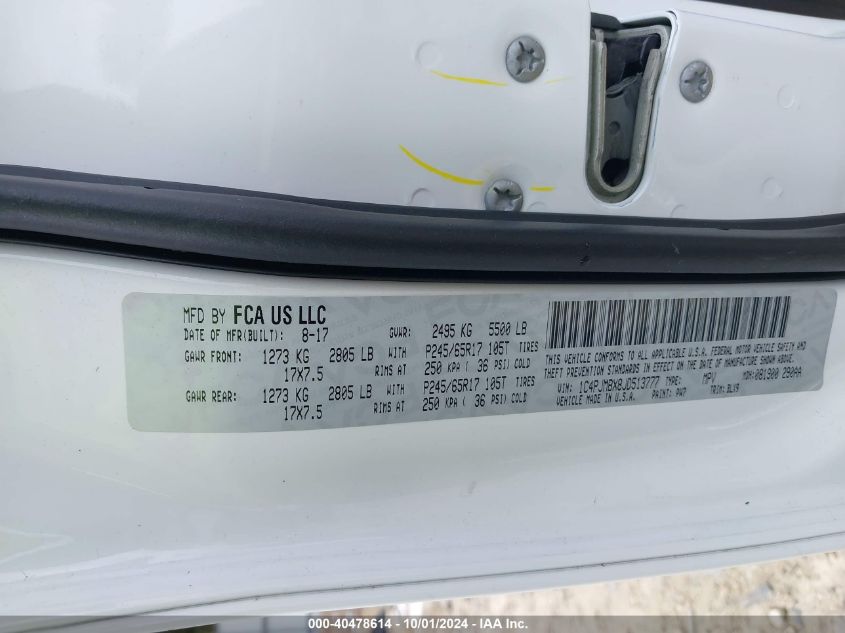 MFD BY FCA US LLC
DATE OF MFR(BUILT): 8-17 GVWR: 2495 KG 5500 LB
GAWR FRONT: 1273 KG 2805 LB WITH P245/65R17 105T TIRES
17X7.5 RIMS AT 250 KPA ( 36 PSI) COLD
GAWR REAR: 1273 KG 2805 LB WITH P245/65R17 105T TIRES
17X7.5 RIMS AT 250 KPA ( 36 PSI) COLD
THIS VEHICLE CONFORMS TO ALL APPLICABLE U.S.A. FEDERAL MOTOR VEHICLE SAFETY AND
THEFT PREVENTION STANDARDS IN EFFECT ON THE DATE OF MANUFACTURE SHOWN ABOVE.
VIN: 1C4PJMBX8JD513777 TYPE: MPV MDH: 081900 280AA
VEHICLE MADE IN U.S.A. PAINT: PW7 TRIM: BLV9
000-40478614 - 10/01/2024 - IAA Inc.